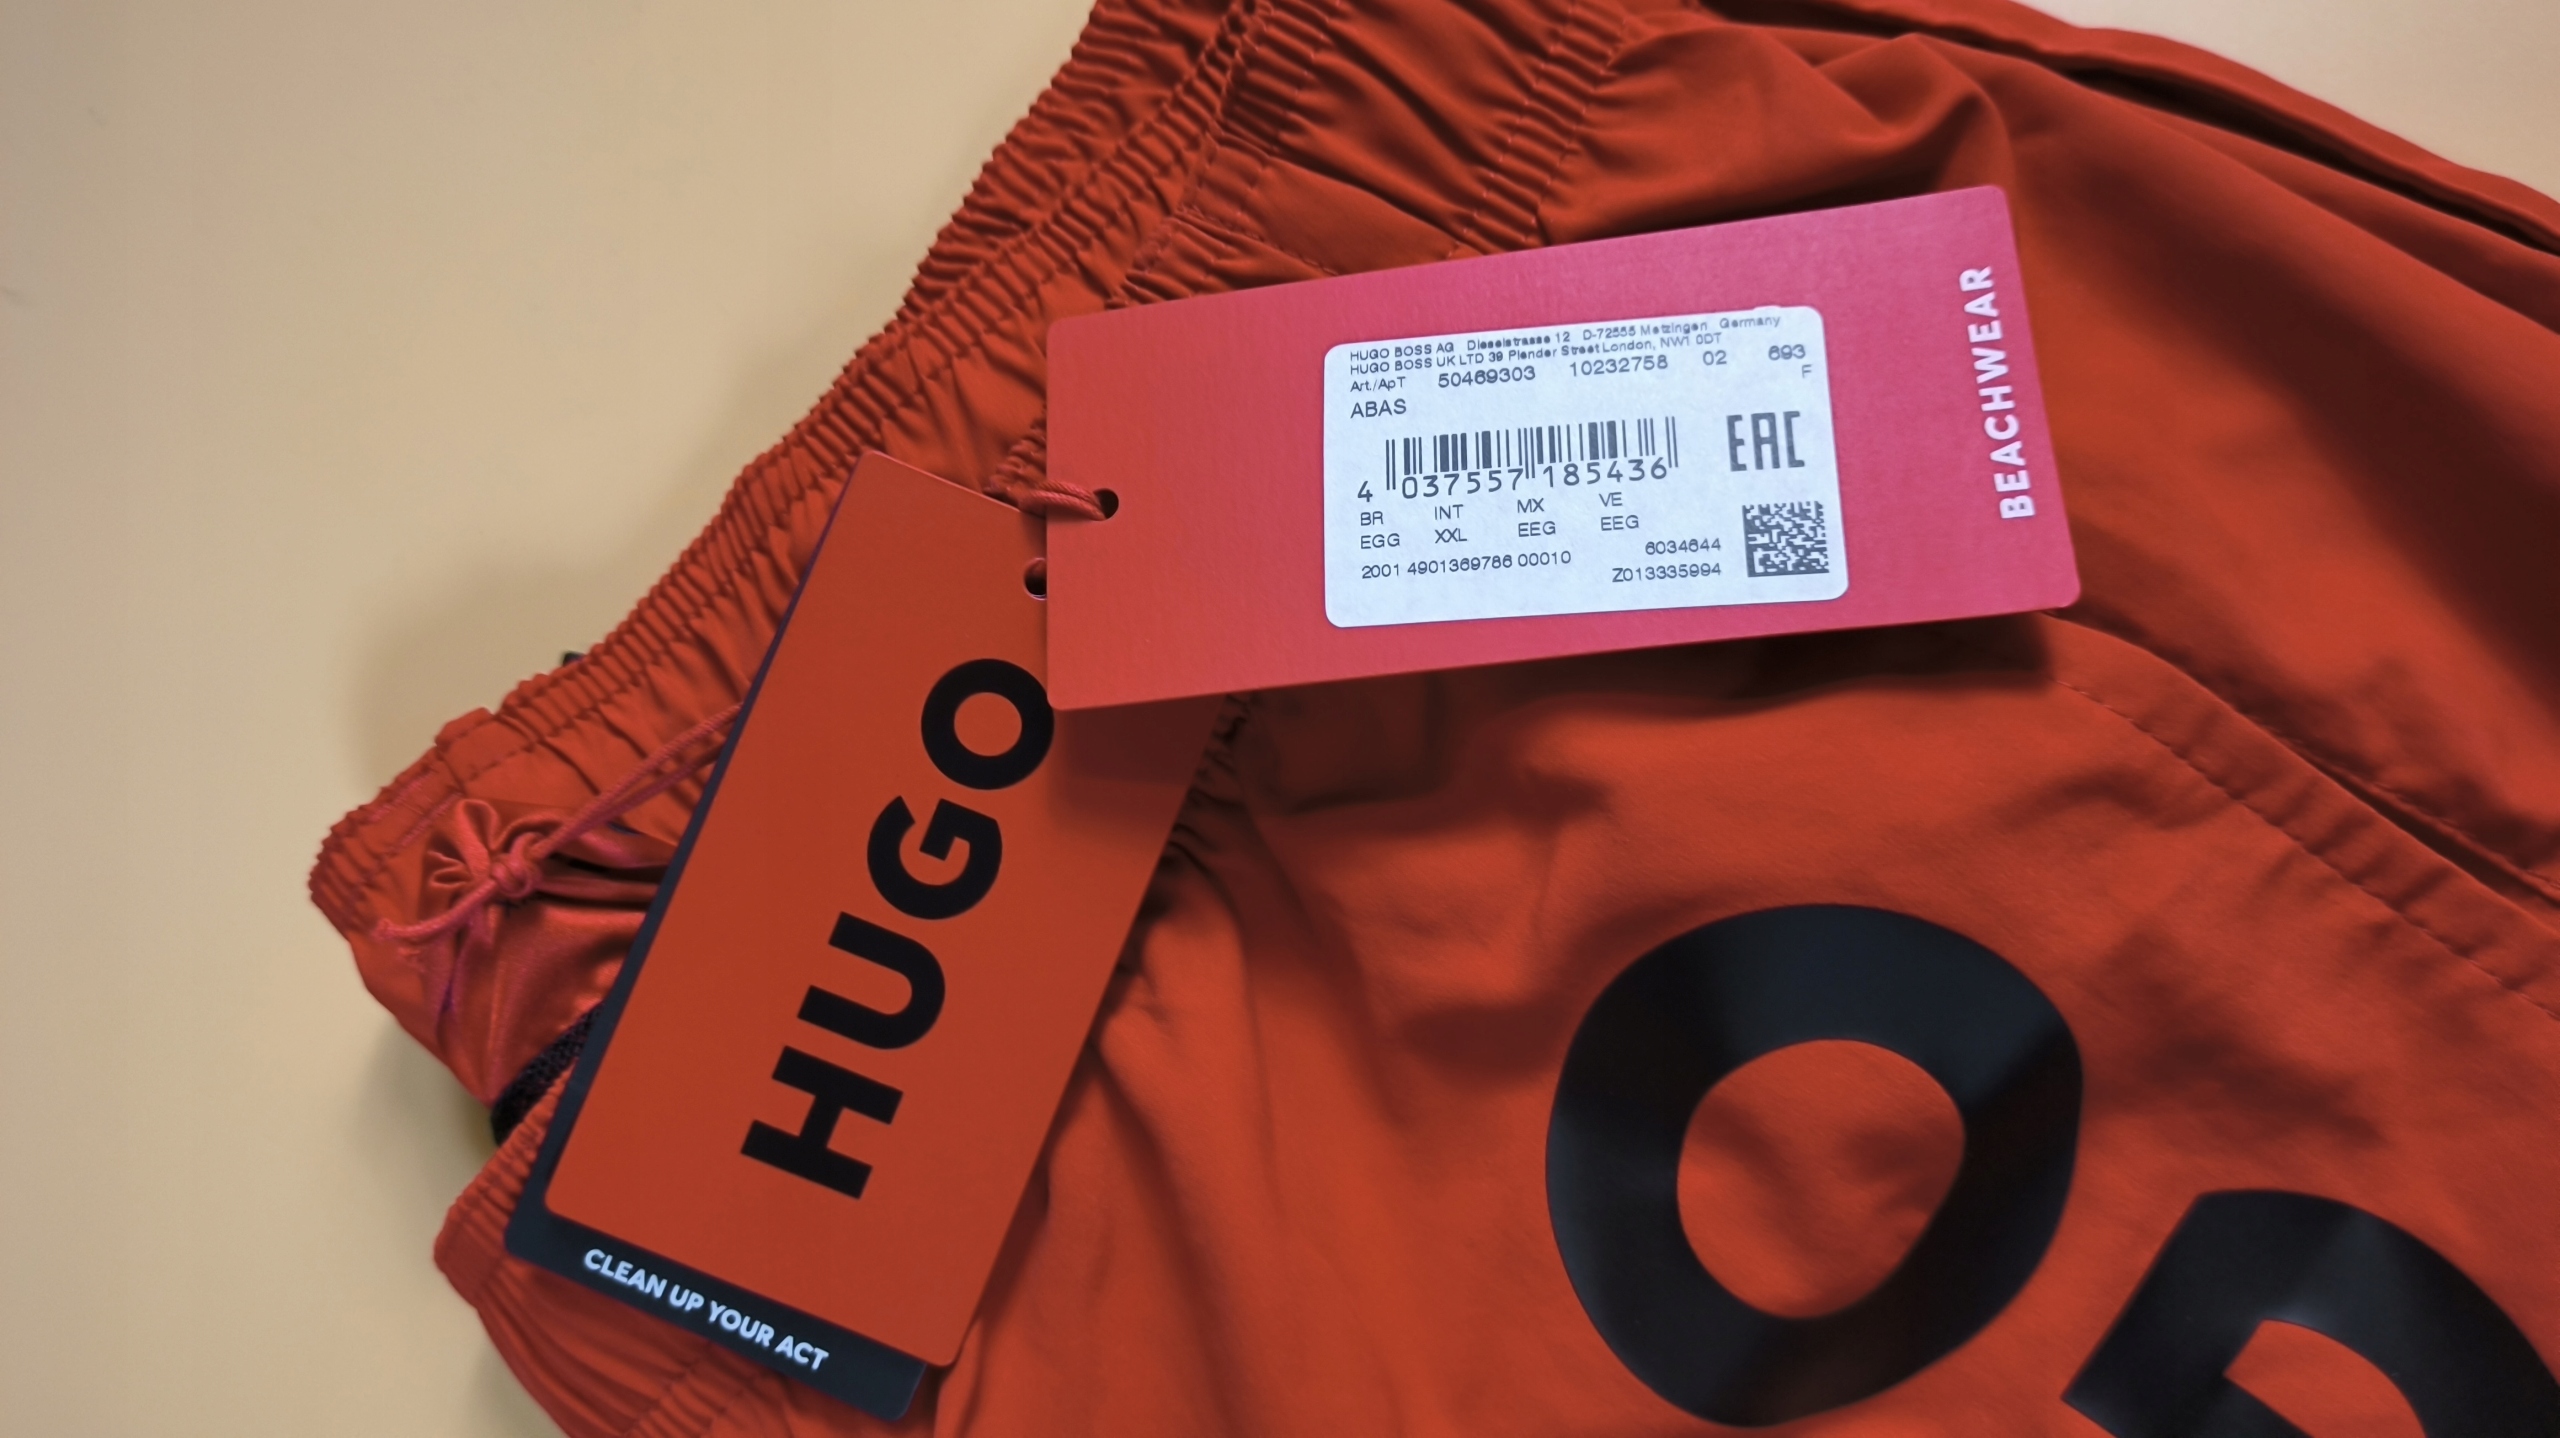 HUGO BOSS AG Dieselstrasse 12 D-72555 Metzingen Germany
HUGO BOSS UK LTD 39 Plender Street London, NW1 0DT
Art./АрТ 50469303 10232758 02 693
F
ABAS
EAC
4 037557 185436
BR INT MX VE
EGG XXL EEG EEG
2001 4901369786 00010 6034644
Z013335994
BEACHWEAR
HUGO
CLEAN UP YOUR ACT